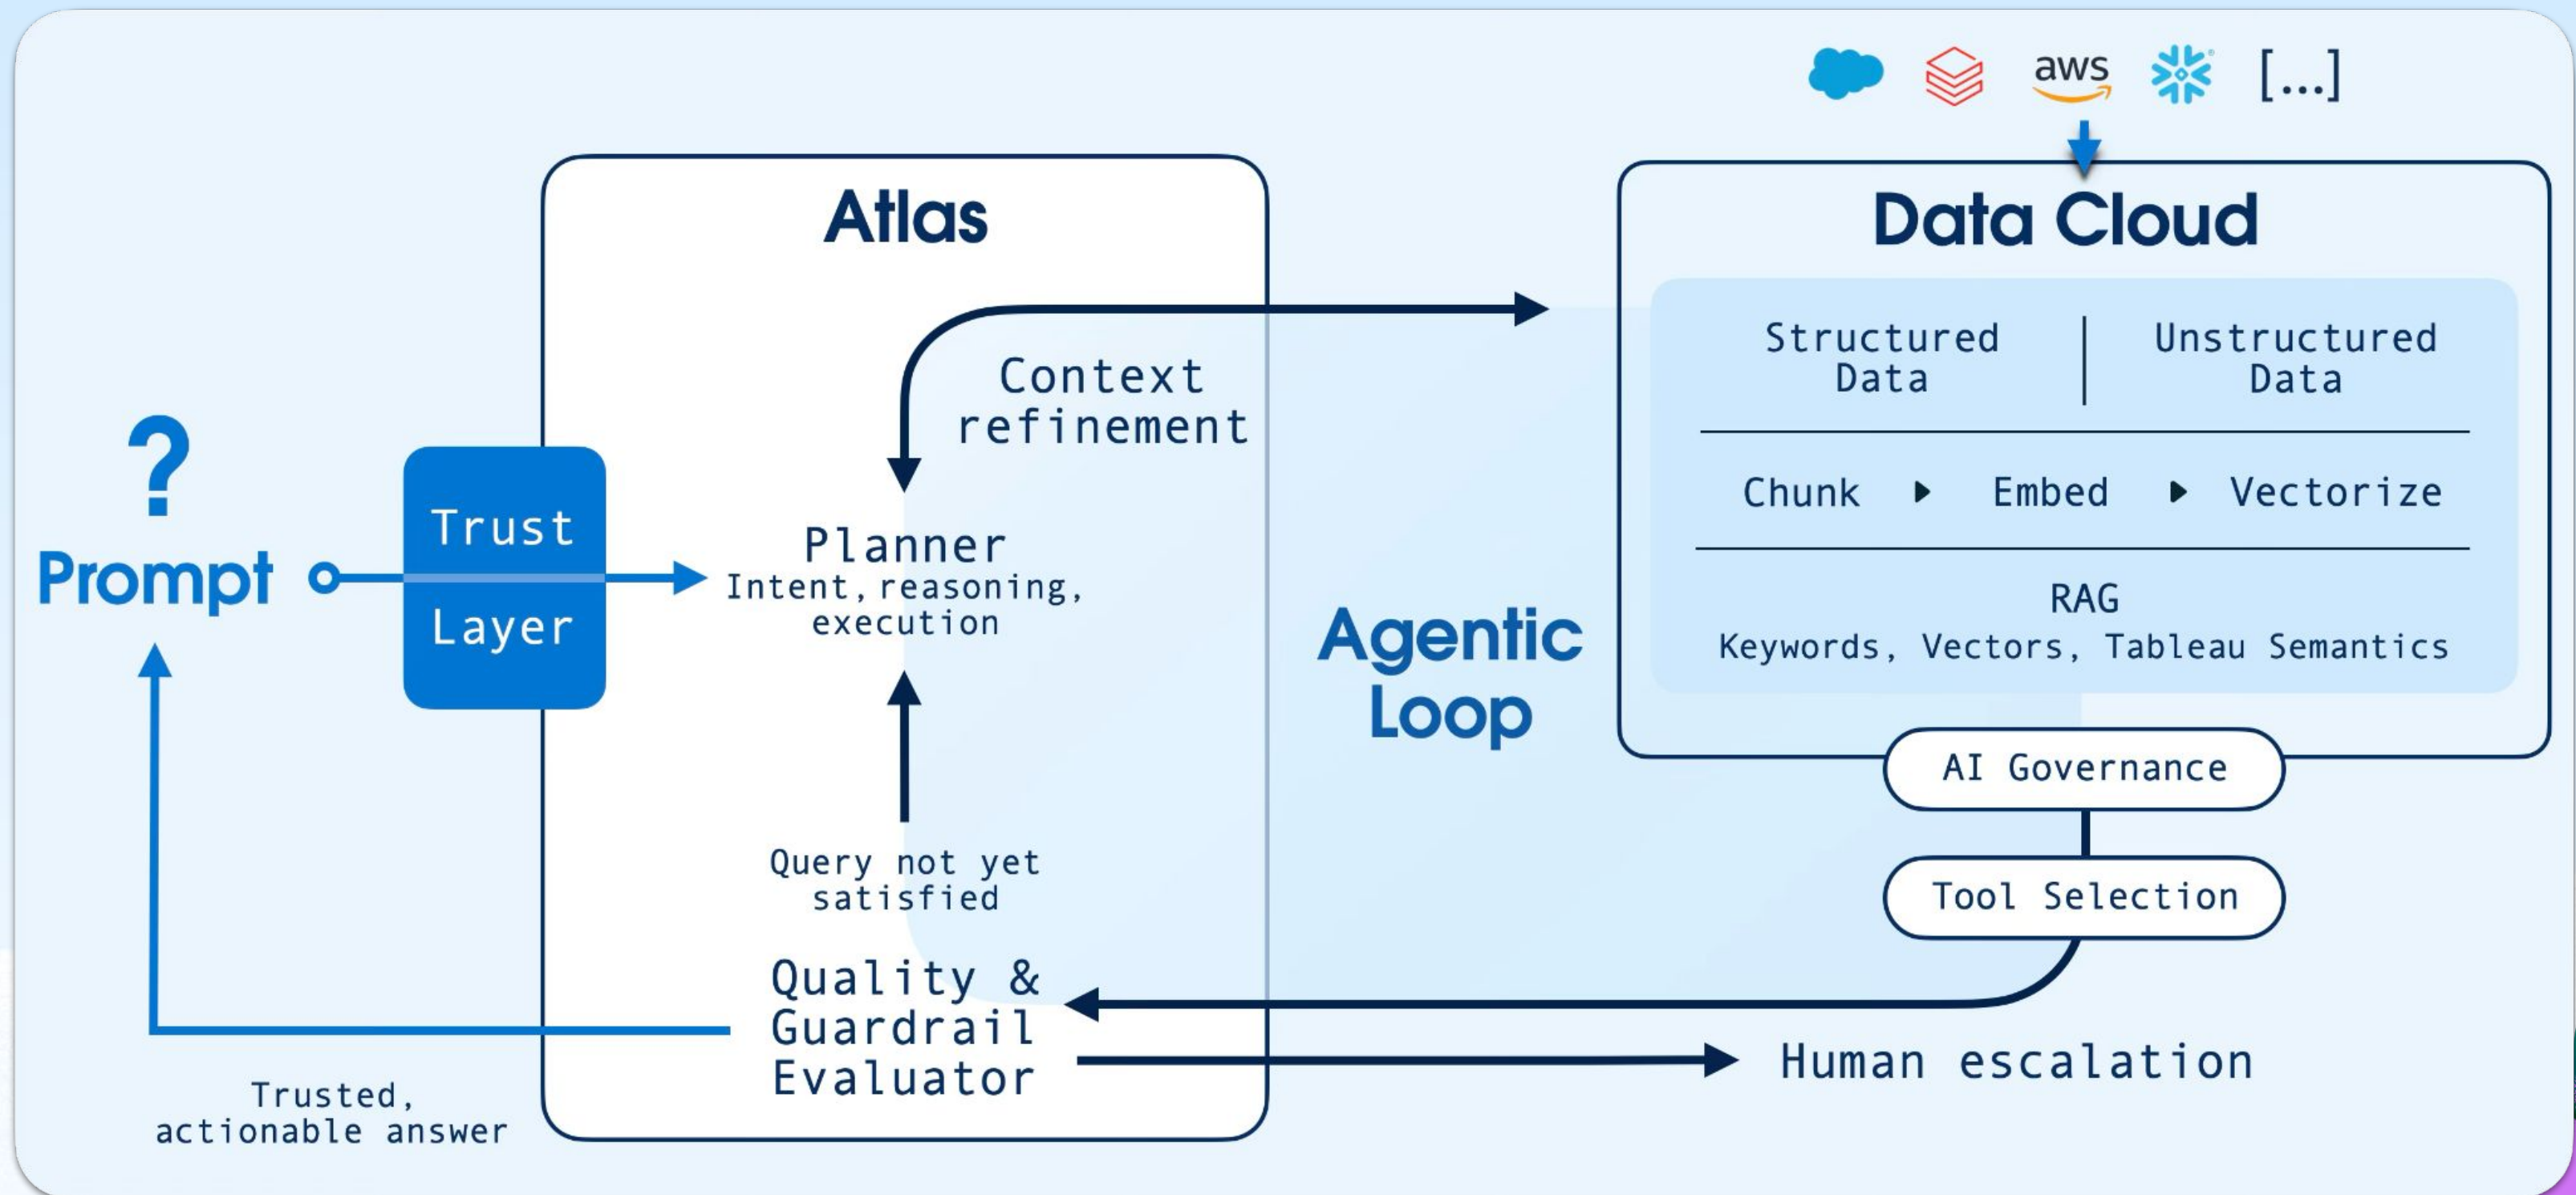 aws
[...]
Atlas
Data Cloud
Context
refinement
Structured
Data
Unstructured
Data
Chunk
Embed
Vectorize
RAG
Keywords, Vectors, Tableau Semantics
?
Prompt
Trust
Layer
Planner
Intent, reasoning,
execution
Agentic
Loop
AI Governance
Tool Selection
Query not yet
satisfied
Quality &
Guardrail
Evaluator
Human escalation
Trusted,
actionable answer